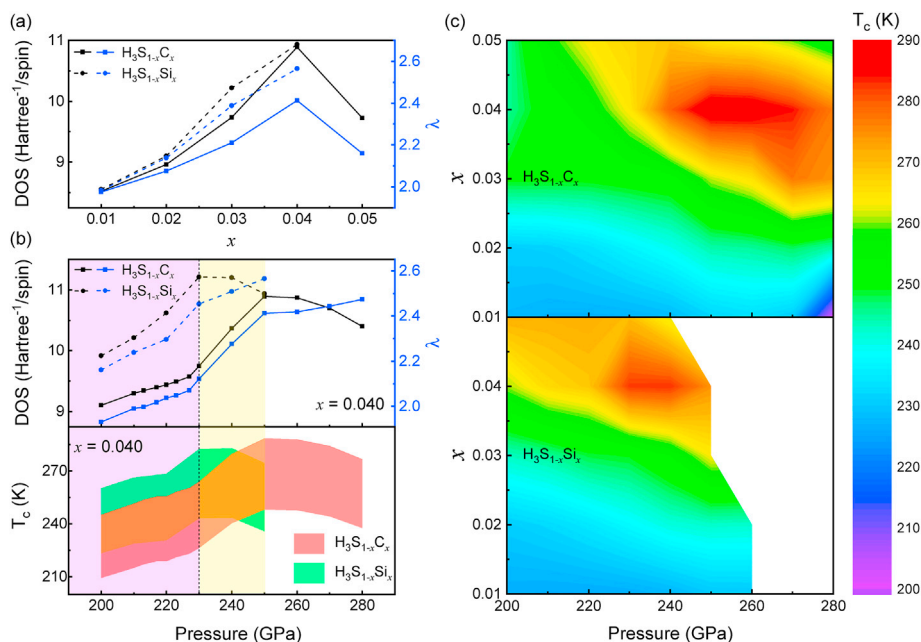 (a)
11
10
9
8
DOS (Hartree⁻¹/spin)
H₃S₁₋ₓCₓ
H₃S₁₋ₓSiₓ
2.6
2.4
2.2
2.0
λ
0.01 0.02 0.03 0.04 0.05
x
(b)
11
10
9
DOS (Hartree⁻¹/spin)
H₃S₁₋ₓCₓ
H₃S₁₋ₓSiₓ
x = 0.040
2.6
2.4
2.2
2.0
λ
x = 0.040
270
240
210
T_c (K)
H₃S₁₋ₓCₓ
H₃S₁₋ₓSiₓ
200 220 240 260 280
Pressure (GPa)
(c)
0.05
0.04
0.03
0.02
0.01
x
H₃S₁₋ₓCₓ
0.04
0.03
0.02
0.01
x
H₃S₁₋ₓSiₓ
200 220 240 260 280
Pressure (GPa)
T_c (K)
290
280
270
260
250
240
230
220
210
200